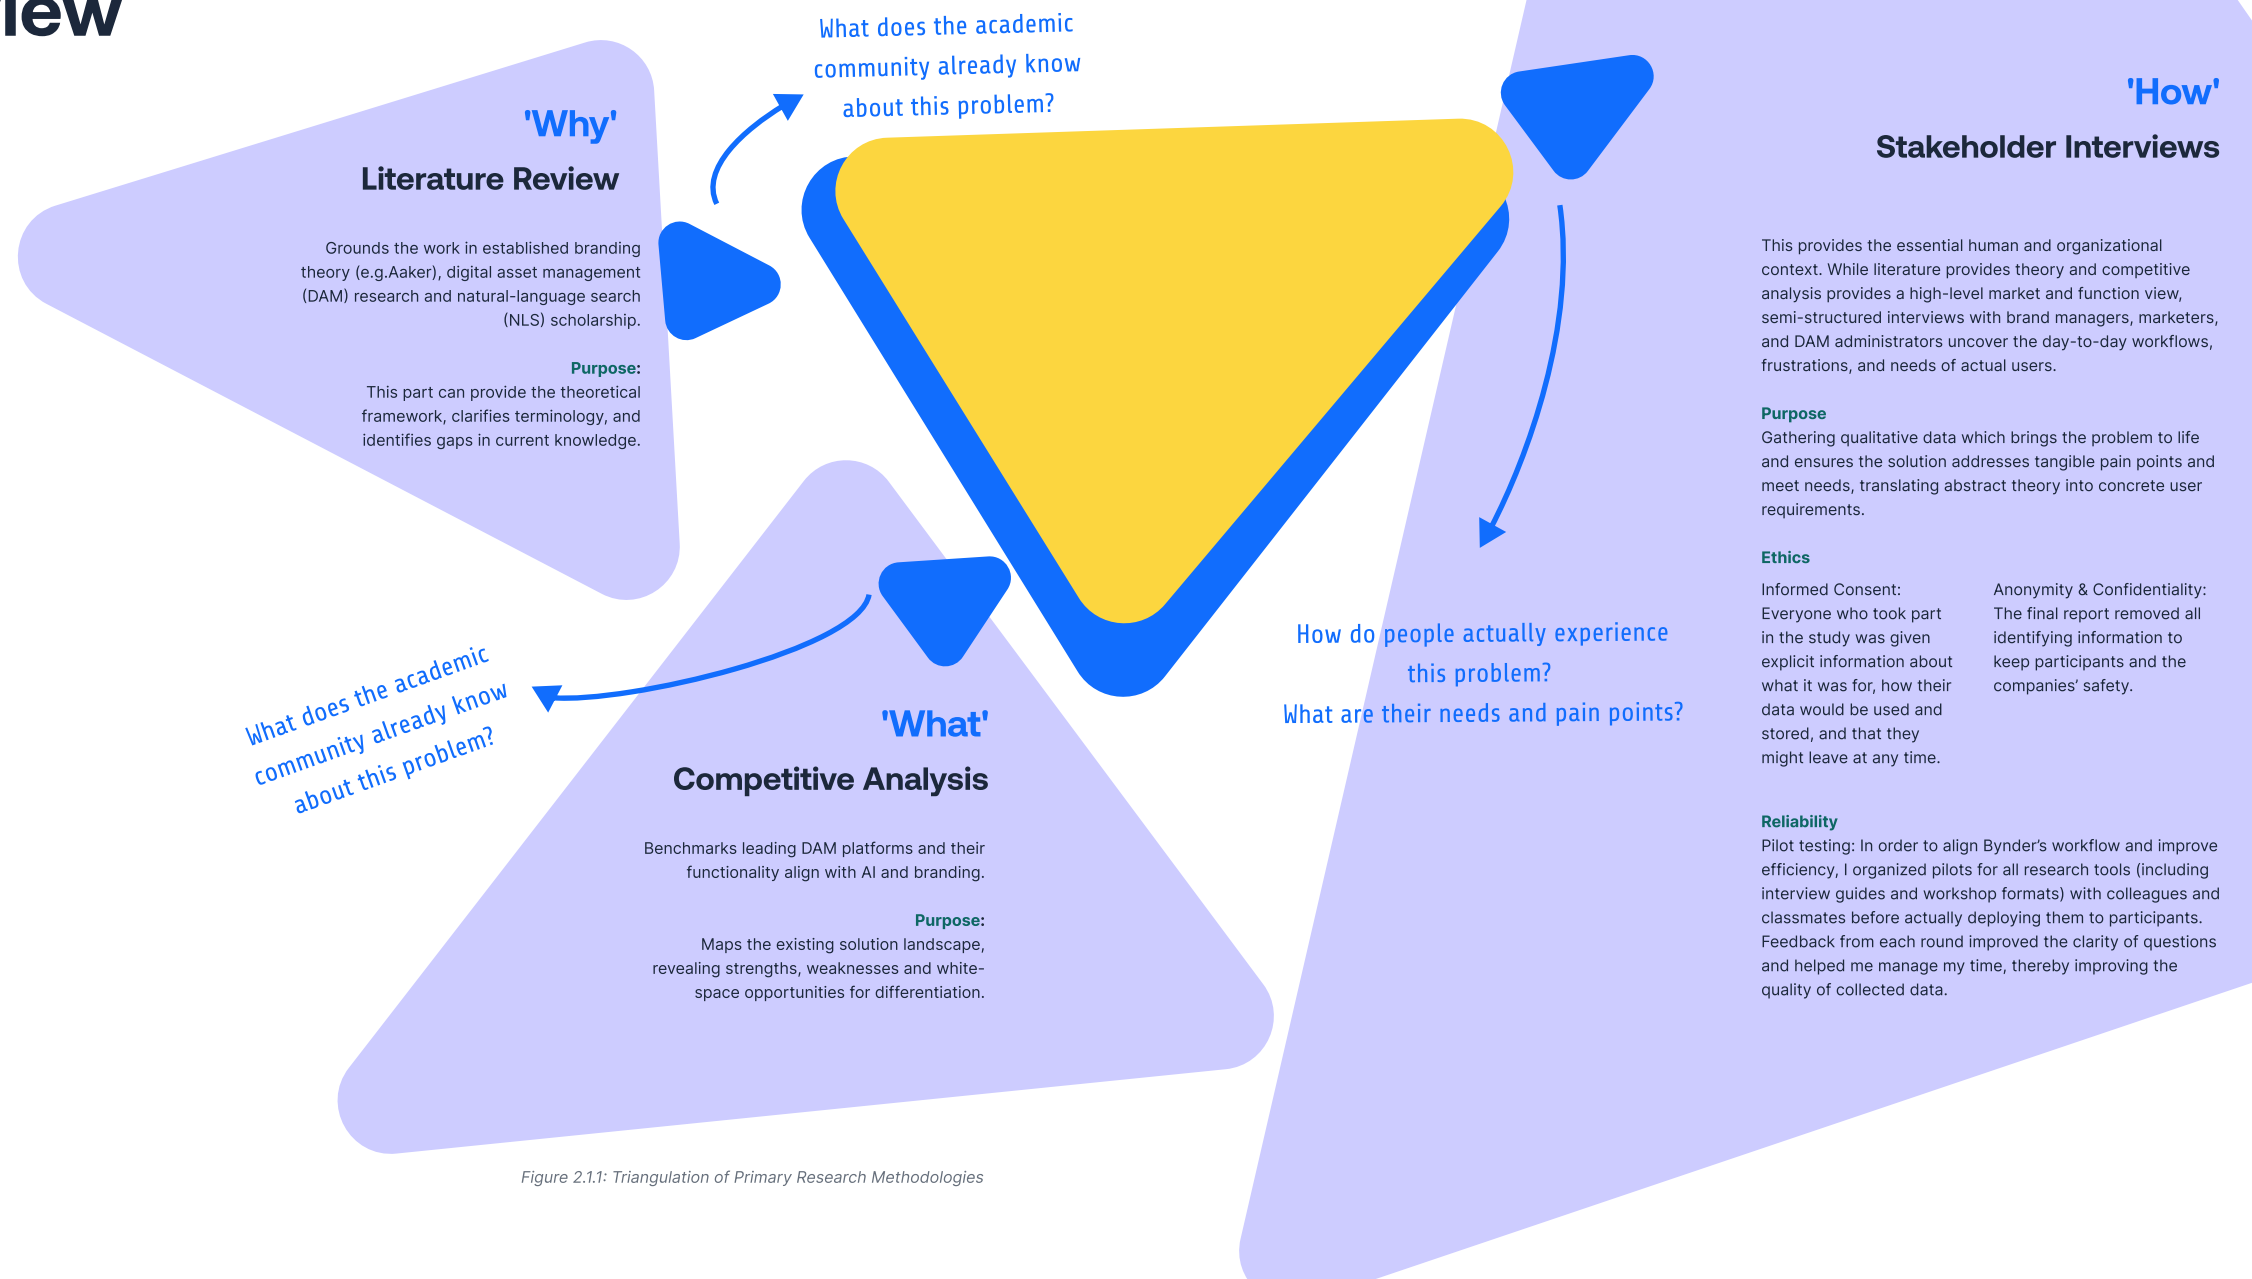 iew
What does the academic
community already know
about this problem?
'Why'
Literature Review
Grounds the work in established branding
theory (e.g.Aaker), digital asset management
(DAM) research and natural-language search
(NLS) scholarship.
Purpose:
This part can provide the theoretical
framework, clarifies terminology, and
identifies gaps in current knowledge.
What does the academic
community already know
about this problem?
'What'
Competitive Analysis
Benchmarks leading DAM platforms and their
functionality align with AI and branding.
Purpose:
Maps the existing solution landscape,
revealing strengths, weaknesses and white-
space opportunities for differentiation.
Figure 2.1.1: Triangulation of Primary Research Methodologies
How do people actually experience
this problem?
What are their needs and pain points?
'How'
Stakeholder Interviews
This provides the essential human and organizational
context. While literature provides theory and competitive
analysis provides a high-level market and function view,
semi-structured interviews with brand managers, marketers,
and DAM administrators uncover the day-to-day workflows,
frustrations, and needs of actual users.
Purpose
Gathering qualitative data which brings the problem to life
and ensures the solution addresses tangible pain points and
meet needs, translating abstract theory into concrete user
requirements.
Ethics
Informed Consent:
Everyone who took part
in the study was given
explicit information about
what it was for, how their
data would be used and
stored, and that they
might leave at any time.
Anonymity & Confidentiality:
The final report removed all
identifying information to
keep participants and the
companies’ safety.
Reliability
Pilot testing: In order to align Bynder’s workflow and improve
efficiency, I organized pilots for all research tools (including
interview guides and workshop formats) with colleagues and
classmates before actually deploying them to participants.
Feedback from each round improved the clarity of questions
and helped me manage my time, thereby improving the
quality of collected data.